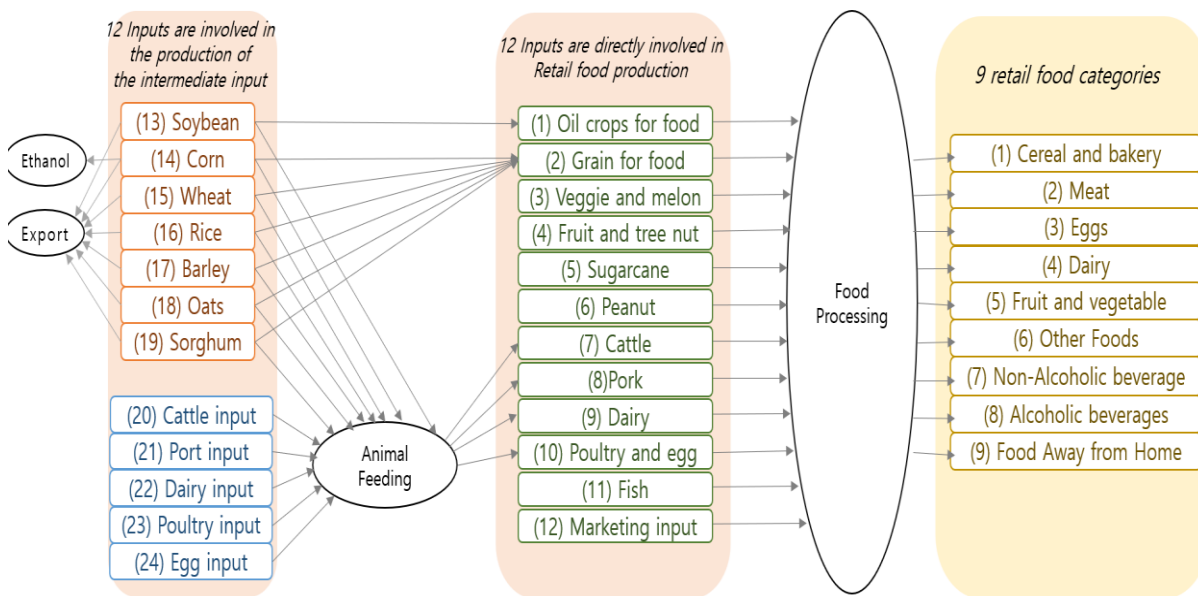 12 Inputs are involved in
the production of
the intermediate input
(13) Soybean
(14) Corn
(15) Wheat
(16) Rice
(17) Barley
(18) Oats
(19) Sorghum
(20) Cattle input
(21) Port input
(22) Dairy input
(23) Poultry input
(24) Egg input
Ethanol
Export
Animal
Feeding
12 Inputs are directly involved in
Retail food production
(1) Oil crops for food
(2) Grain for food
(3) Veggie and melon
(4) Fruit and tree nut
(5) Sugarcane
(6) Peanut
(7) Cattle
(8)Pork
(9) Dairy
(10) Poultry and egg
(11) Fish
(12) Marketing input
Food
Processing
9 retail food categories
(1) Cereal and bakery
(2) Meat
(3) Eggs
(4) Dairy
(5) Fruit and vegetable
(6) Other Foods
(7) Non-Alcoholic beverage
(8) Alcoholic beverages
(9) Food Away from Home